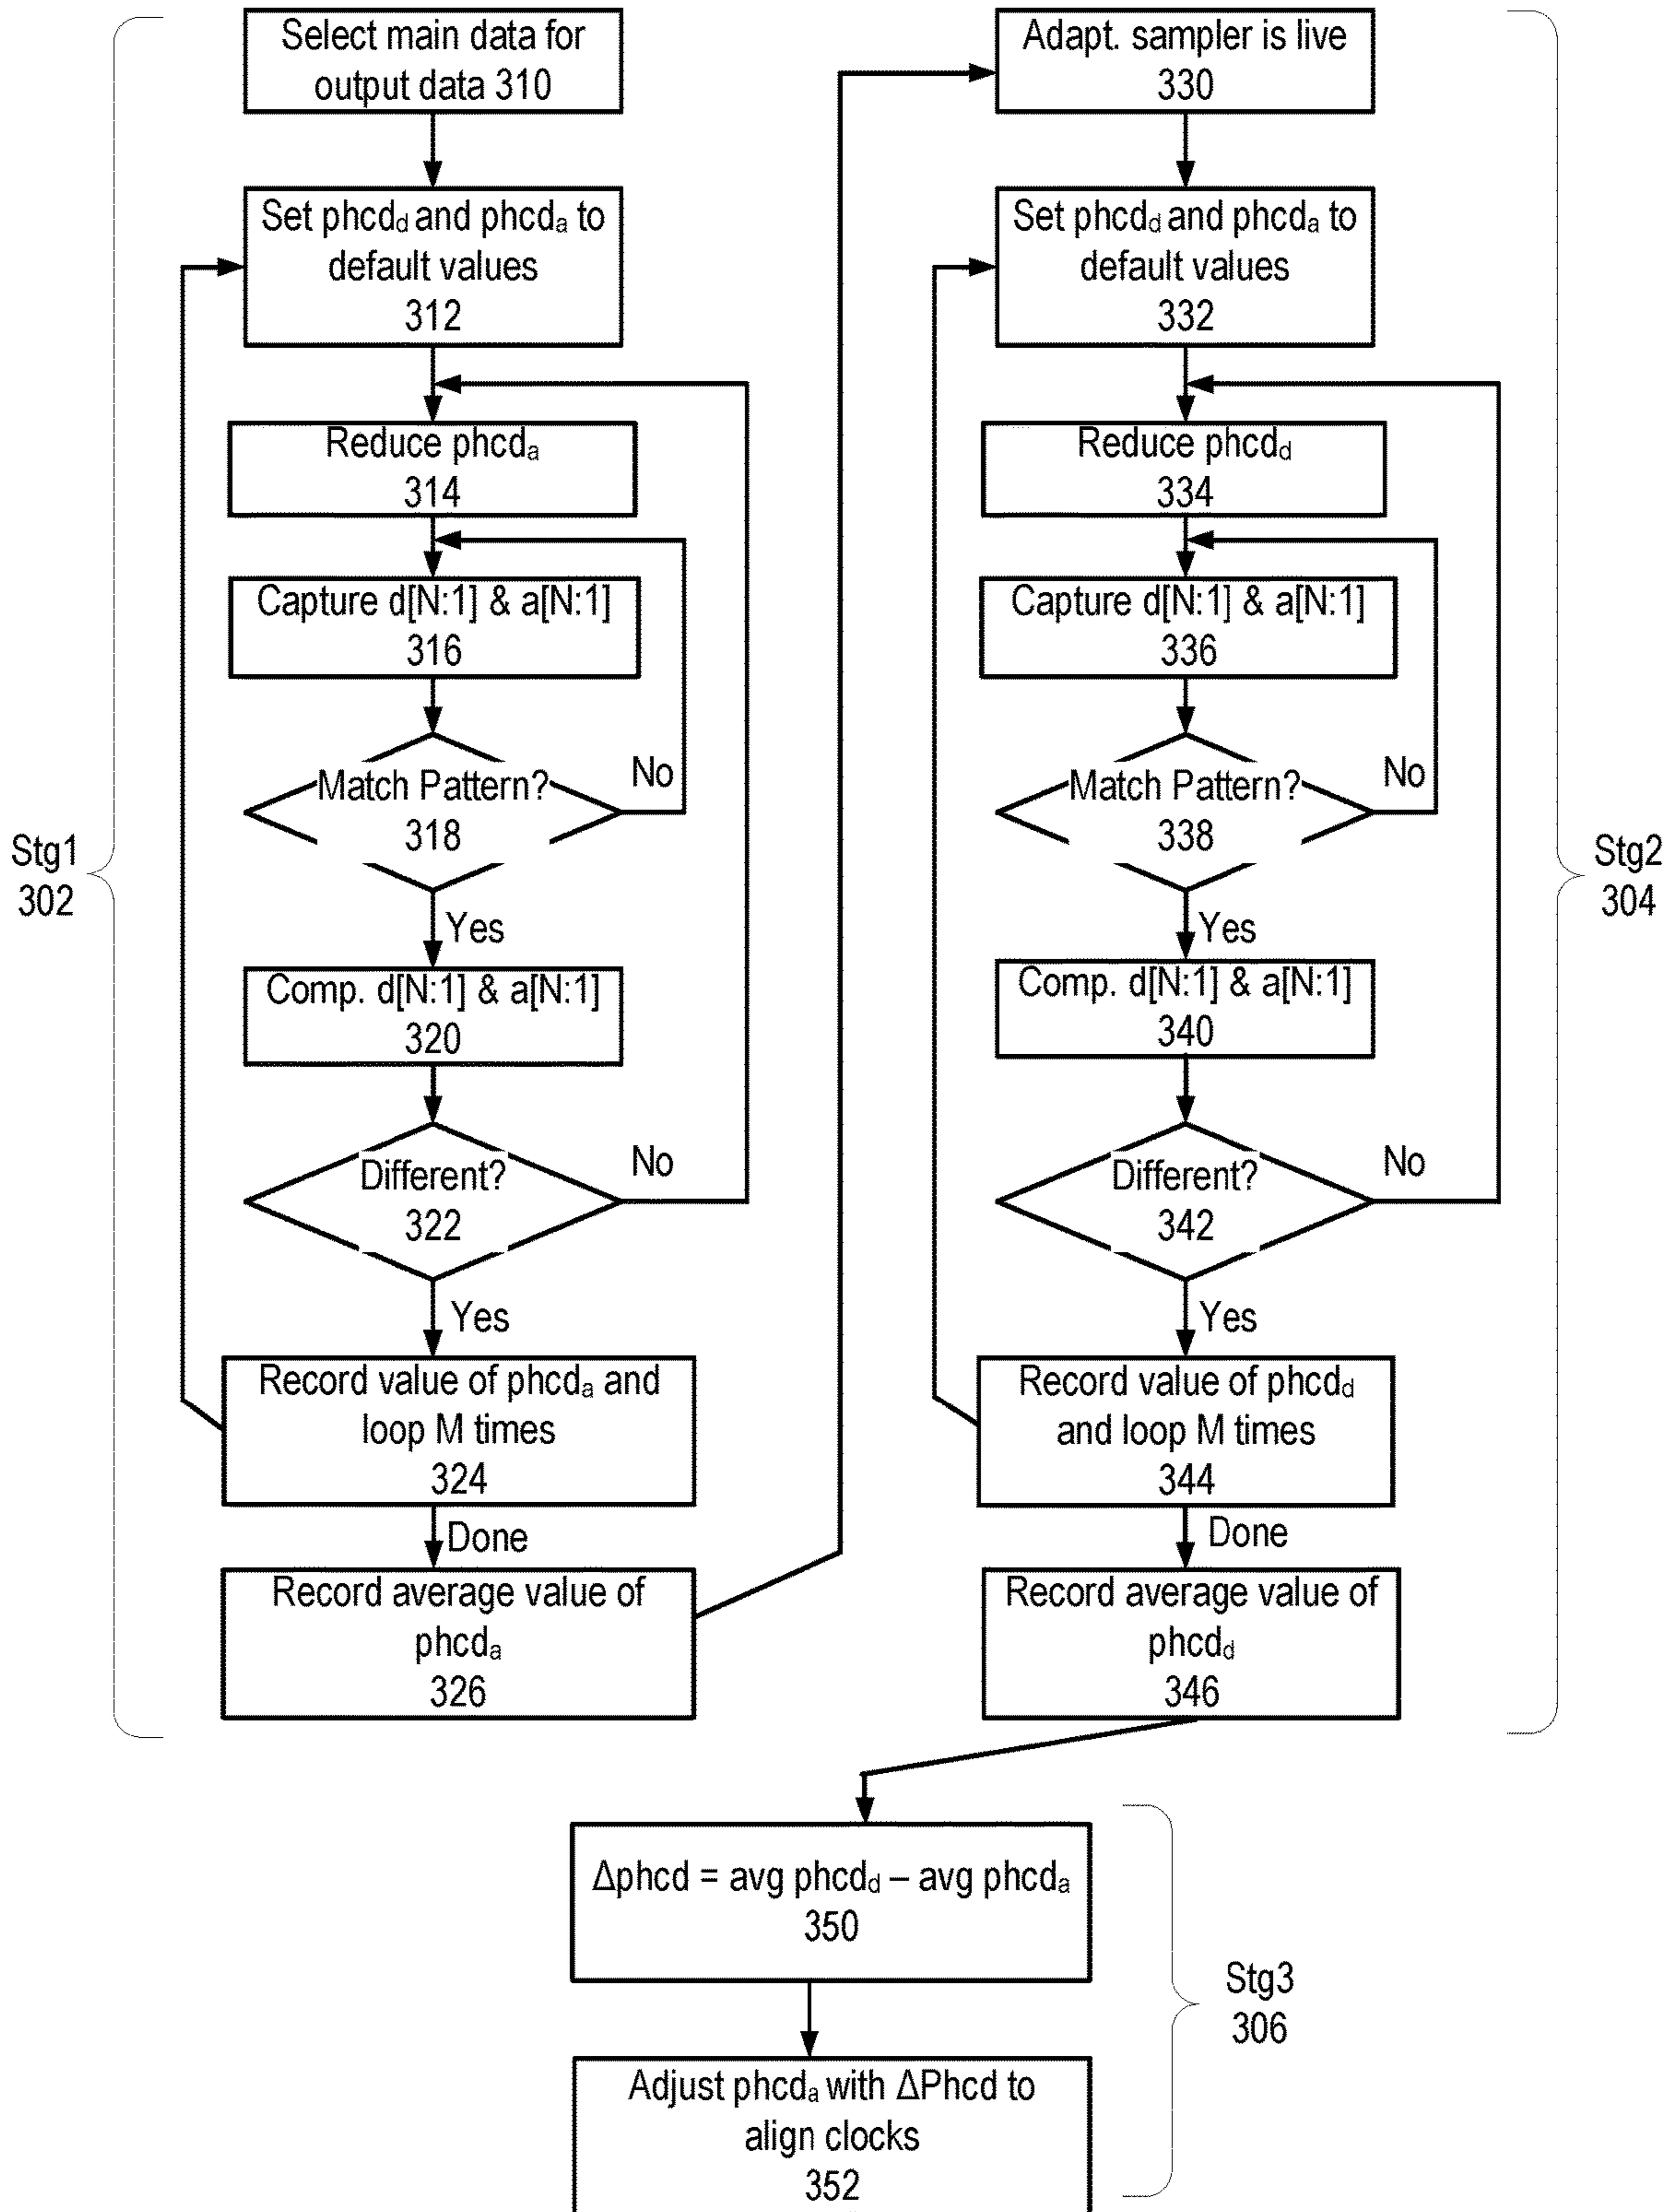 Select main data for
output data 310
Set phcdd and phcda to
default values
312
Reduce phcda
314
Capture d[N:1] & a[N:1]
316
Match Pattern?
318
No
Yes
Comp. d[N:1] & a[N:1]
320
Different?
322
No
Yes
Record value of phcda and
loop M times
324
Done
Record average value of
phcda
326
Stg1
302
Adapt. sampler is live
330
Set phcdd and phcda to
default values
332
Reduce phcdd
334
Capture d[N:1] & a[N:1]
336
Match Pattern?
338
No
Yes
Comp. d[N:1] & a[N:1]
340
Different?
342
No
Yes
Record value of phcdd
and loop M times
344
Done
Record average value of
phcdd
346
Stg2
304
Δphcd = avg phcdd – avg phcda
350
Adjust phcda with ΔPhcd to
align clocks
352
Stg3
306